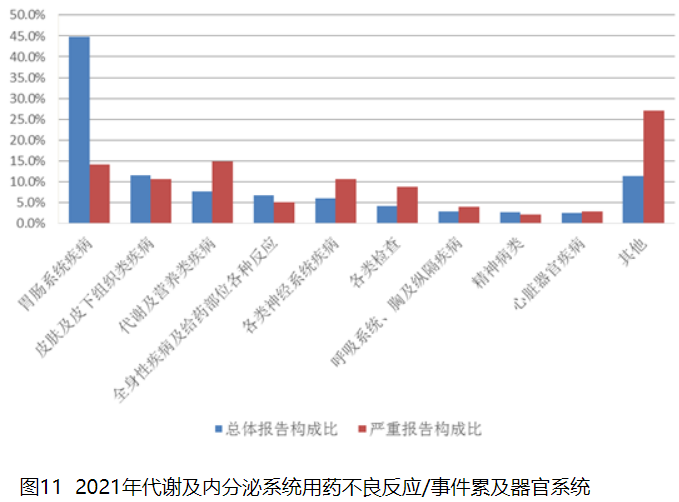 50.0%
45.0%
40.0%
35.0%
30.0%
25.0%
20.0%
15.0%
10.0%
5.0%
0.0%
胃肠系统疾病
皮肤及皮下组织类疾病
代谢及营养类疾病
全身性疾病及给药部位各种反应
各类神经系统疾病
各类检查
呼吸系统、胸及纵隔疾病
精神病类
心脏器官疾病
其他
总体报告构成比 严重报告构成比
图11 2021年代谢及内分泌系统用药不良反应/事件累及器官系统